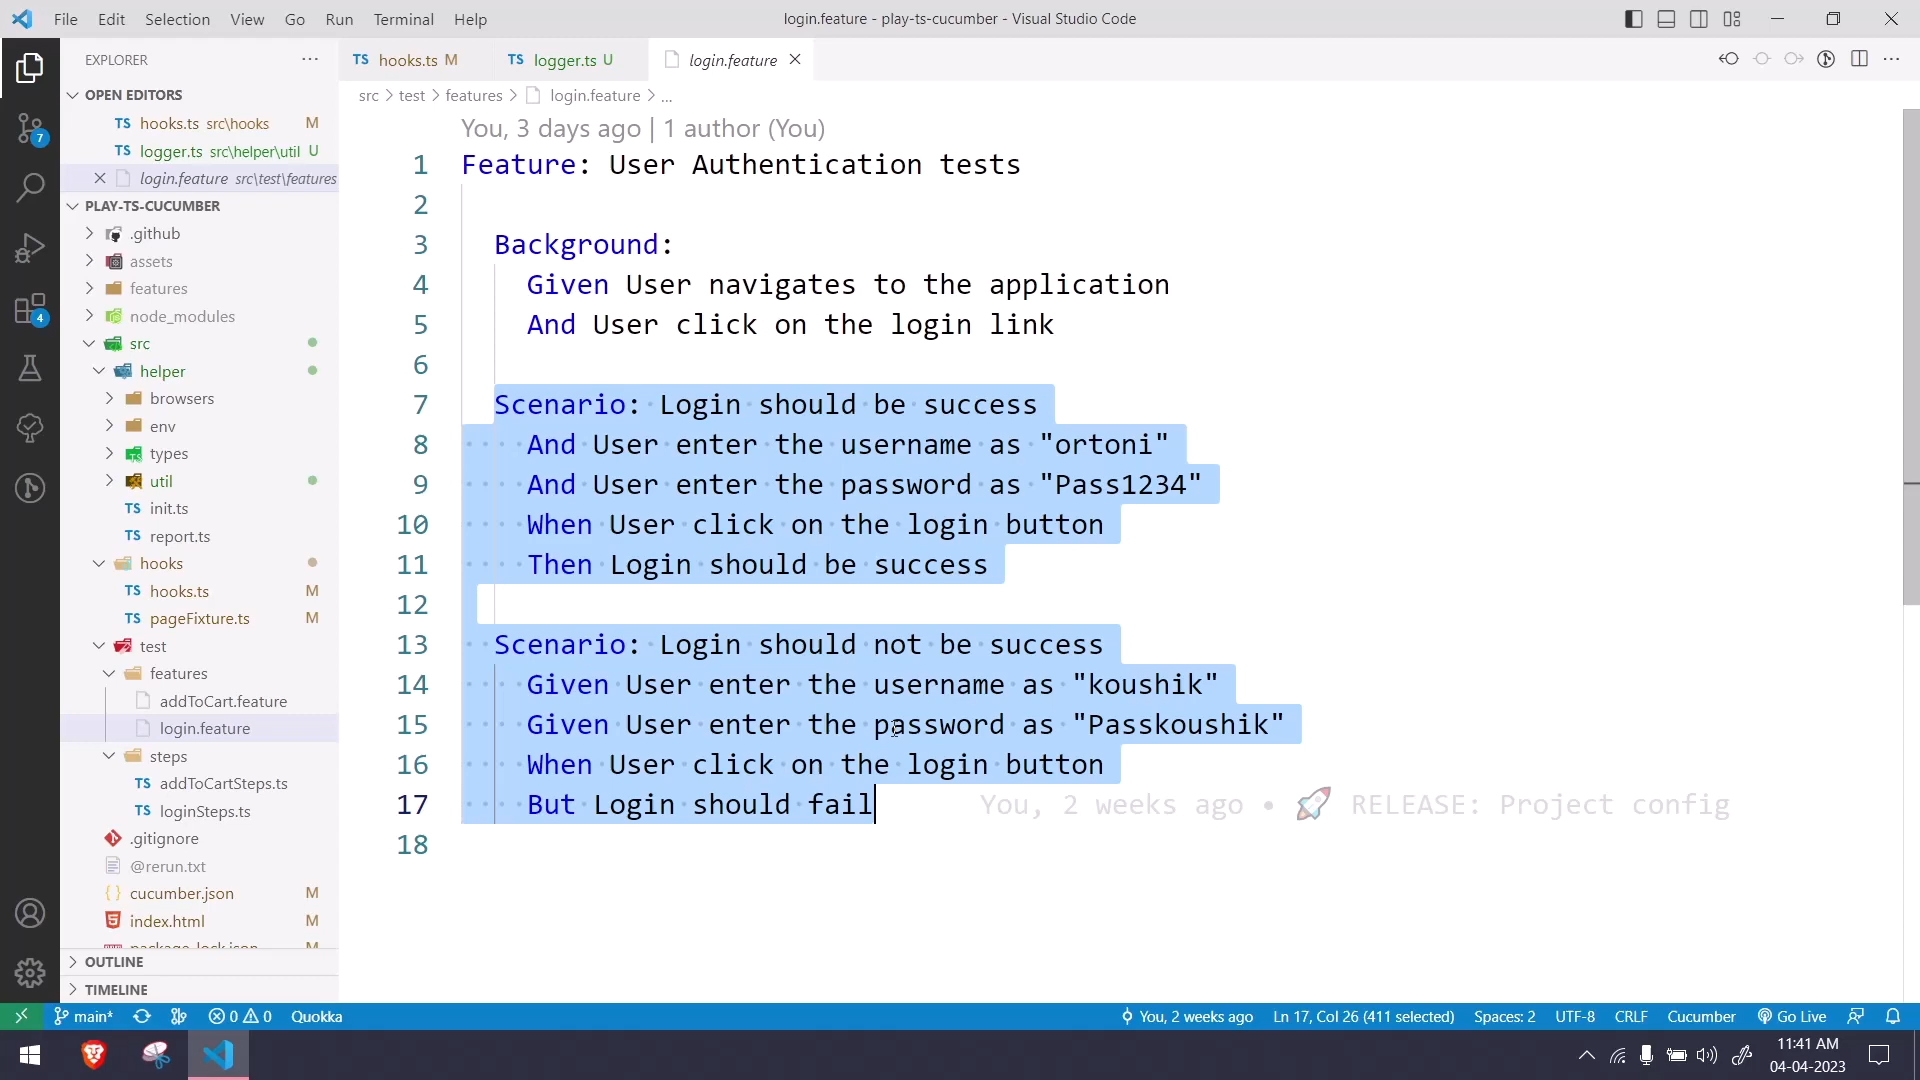 File Edit Selection View Go Run Terminal Help
login.feature - play-ts-cucumber - Visual Studio Code
EXPLORER
OPEN EDITORS
TS hooks.ts src\hooks M
TS logger.ts src\helper\util U
login.feature src\test\features
PLAY-TS-CUCUMBER
.github
assets
features
node_modules
src
helper
browsers
env
types
util
TS init.ts
TS report.ts
hooks
TS hooks.ts M
TS pageFixture.ts M
test
features
addToCart.feature
login.feature
steps
TS addToCartSteps.ts
TS loginSteps.ts
.gitignore
@rerun.txt
cucumber.json M
index.html M
package-lock.json M
OUTLINE
TIMELINE
7
4
TS hooks.ts M TS logger.ts U login.feature
src > test > features > login.feature > ...
You, 3 days ago | 1 author (You)
1 Feature: User Authentication tests
2
3 Background:
4 Given User navigates to the application
5 And User click on the login link
6
7 Scenario: Login should be success
8 And User enter the username as "ortoni"
9 And User enter the password as "Pass1234"
10 When User click on the login button
11 Then Login should be success
12
13 Scenario: Login should not be success
14 Given User enter the username as "koushik"
15 Given User enter the password as "Passkoushik"
16 When User click on the login button
17 But Login should fail You, 2 weeks ago • 🚀 RELEASE: Project config
18
main* 0 0 Quokka You, 2 weeks ago Ln 17, Col 26 (411 selected) Spaces: 2 UTF-8 CRLF Cucumber Go Live
11:41 AM
04-04-2023